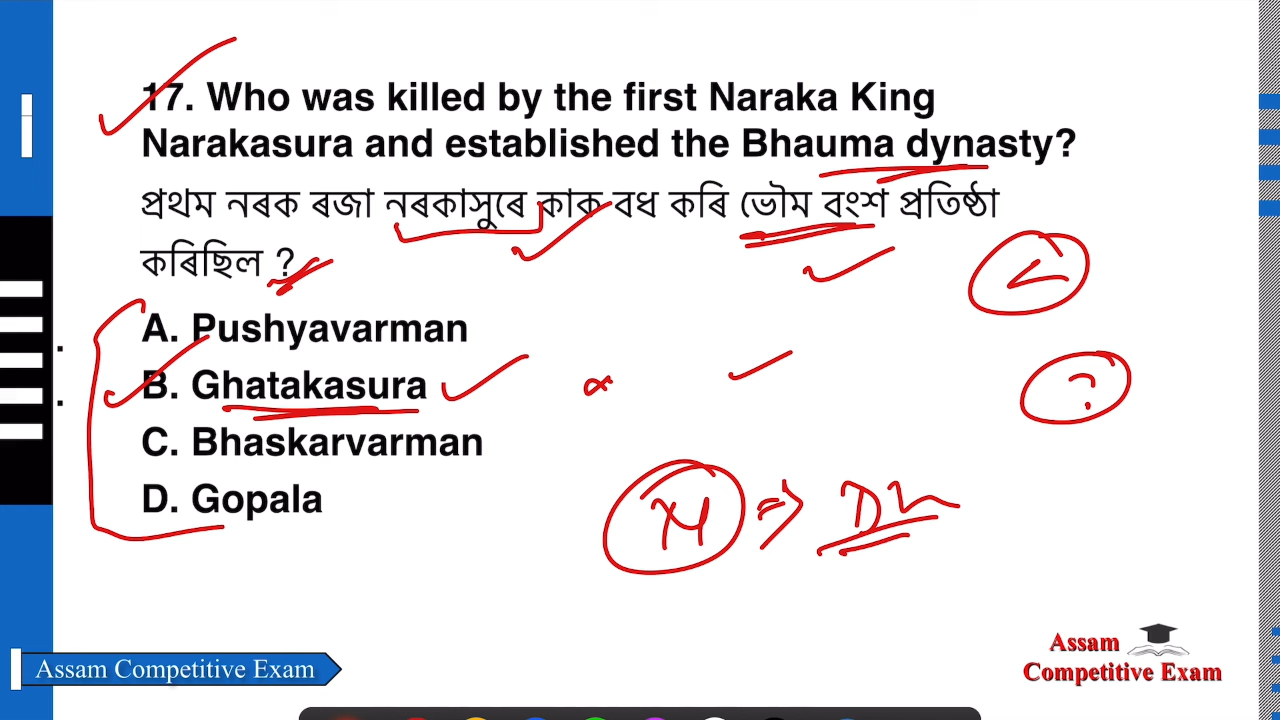 17. Who was killed by the first Naraka King
Narakasura and established the Bhauma dynasty?
প্ৰথম নৰক ৰজা নৰকাসুৰে কাক বধ কৰি ভৌম বংশ প্ৰতিষ্ঠা
কৰিছিল ?
A. Pushyavarman
B. Ghatakasura
C. Bhaskarvarman
D. Gopala
?
Assam Competitive Exam
Assam
Competitive Exam